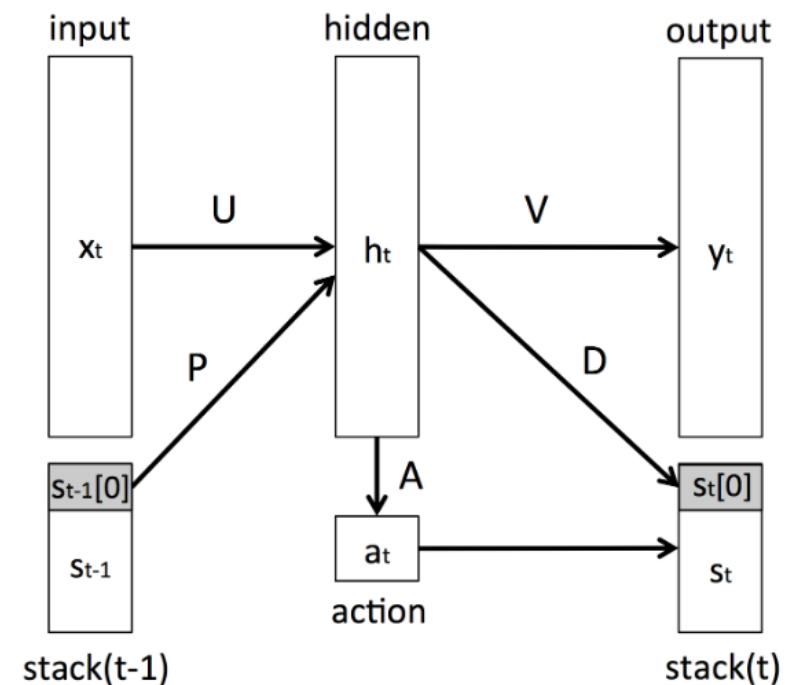 input hidden output
U V
xt ht yt
P D
st-1[0] A st[0]
st-1 at st
action
stack(t-1) stack(t)